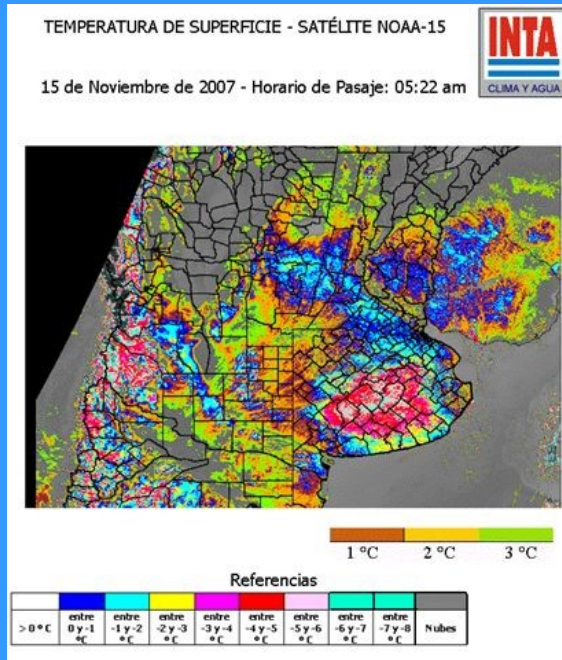 TEMPERATURA DE SUPERFICIE - SATÉLITE NOAA-15
INTA
CLIMA Y AGUA
15 de Noviembre de 2007 - Horario de Pasaje: 05:22 am
1 °C 2 °C 3 °C
Referencias
> 0 ° C
entre 0 y -1 °C
entre -1 y -2 °C
entre -2 y -3 °C
entre -3 y -4 °C
entre -4 y -5 °C
entre -5 y -6 °C
entre -6 y -7 °C
entre -7 y -8 °C
Nubes